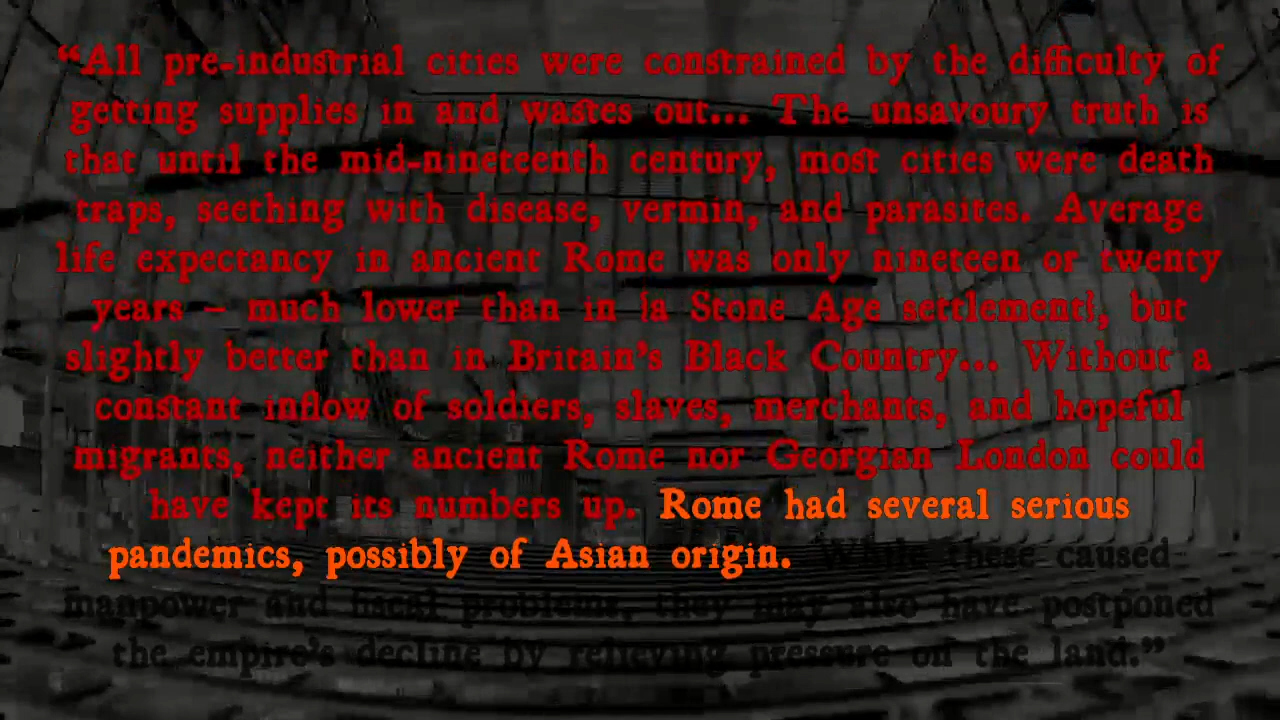 “All pre-industrial cities were constrained by the difficulty of
getting supplies in and wastes out... The unsavoury truth is
that until the mid-nineteenth century, most cities were death
traps, seething with disease, vermin, and parasites. Average
life expectancy in ancient Rome was only nineteen or twenty
years – much lower than in {a Stone Age settlement}, but
slightly better than in Britain’s Black Country... Without a
constant inflow of soldiers, slaves, merchants, and hopeful
migrants, neither ancient Rome nor Georgian London could
have kept its numbers up. Rome had several serious
pandemics, possibly of Asian origin. While these caused
manpower and fiscal problems, they may also have postponed
the empire’s decline by relieving pressure on the land.”